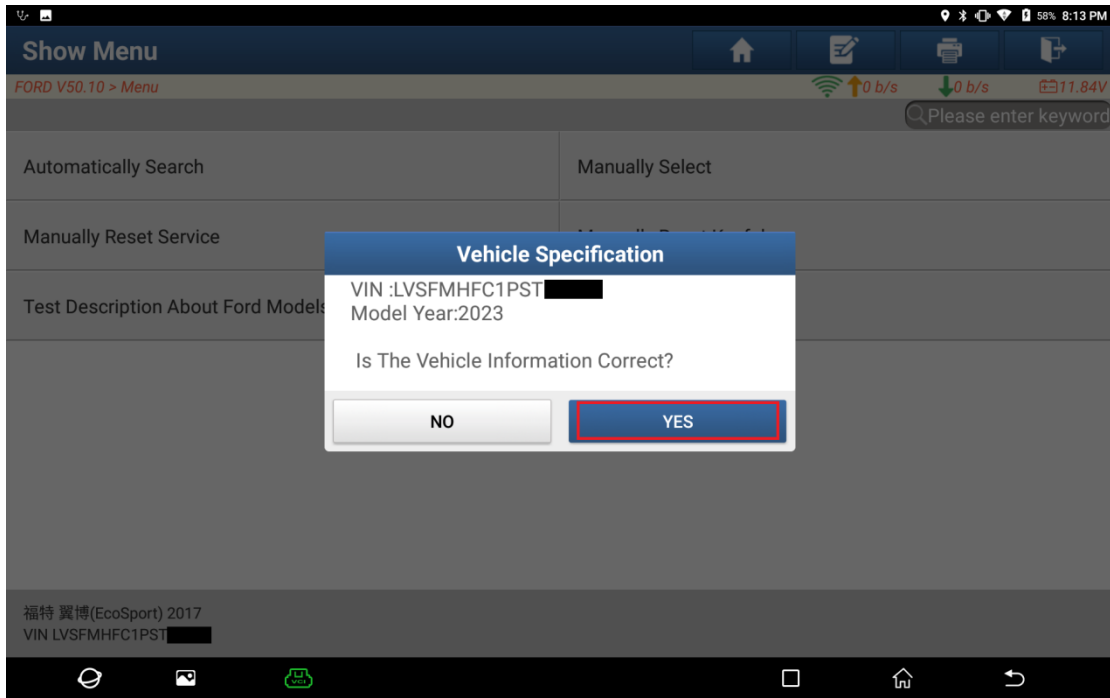 58% 8:13 PM
Show Menu
FORD V50.10 > Menu
0 b/s
0 b/s
11.84V
Please enter keyword
Automatically Search
Manually Select
Manually Reset Service
Test Description About Ford Models
Vehicle Specification
VIN :LVSFMHFC1PST
Model Year:2023
Is The Vehicle Information Correct?
NO
YES
福特 翼博(EcoSport) 2017
VIN LVSFMHFC1PST
VCI